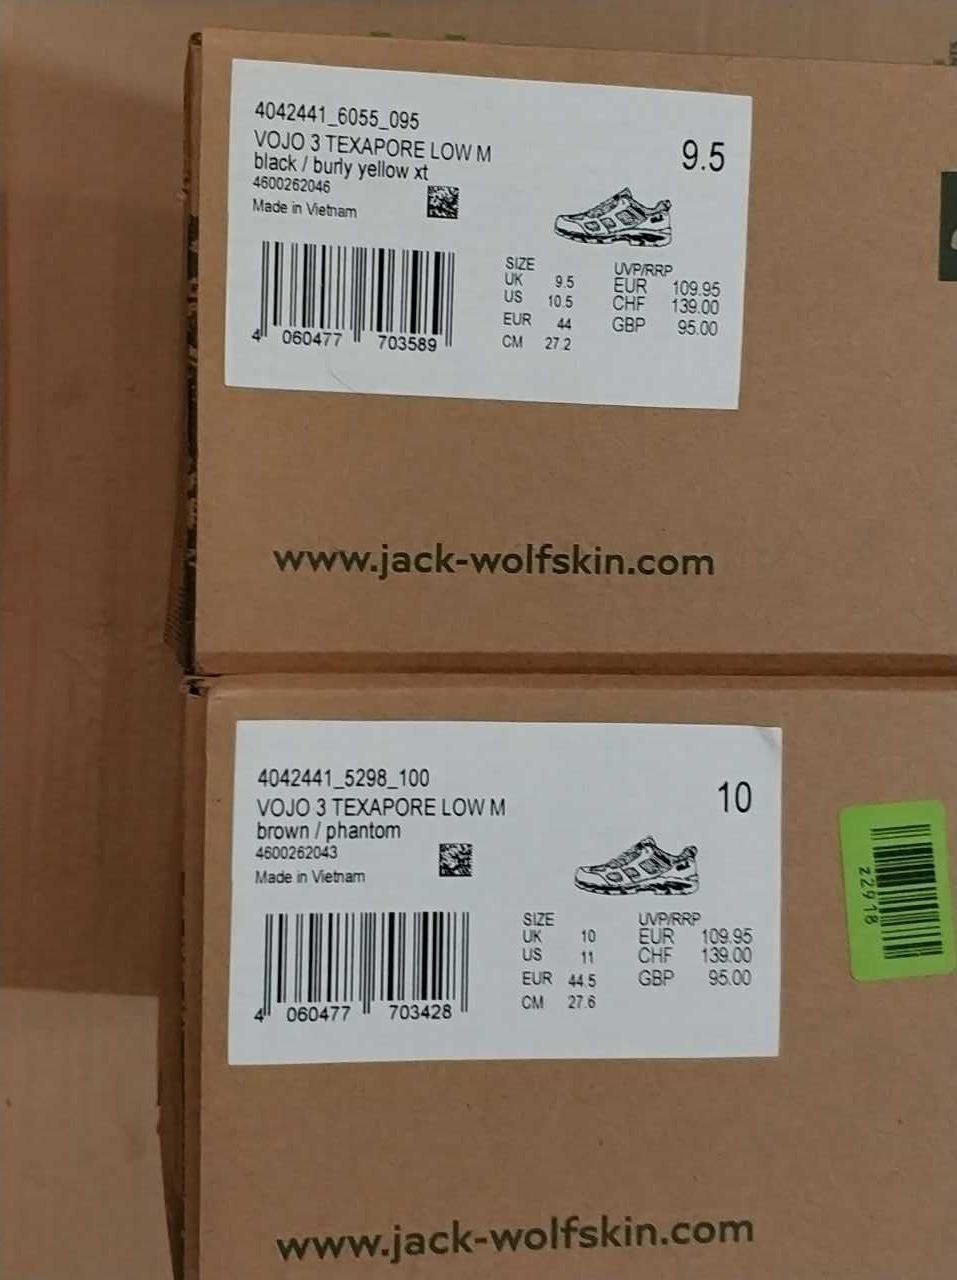 4042441_6055_095
VOJO 3 TEXAPORE LOW M
black / burly yellow xt
4600262046
Made in Vietnam
9.5
4 060477 703589
SIZE
UK 9.5
US 10.5
EUR 44
CM 27.2
UVP/RRP
EUR 109.95
CHF 139.00
GBP 95.00
www.jack-wolfskin.com
4042441_5298_100
VOJO 3 TEXAPORE LOW M
brown / phantom
4600262043
Made in Vietnam
10
4 060477 703428
SIZE
UK 10
US 11
EUR 44.5
CM 27.6
UVP/RRP
EUR 109.95
CHF 139.00
GBP 95.00
z2918
www.jack-wolfskin.com